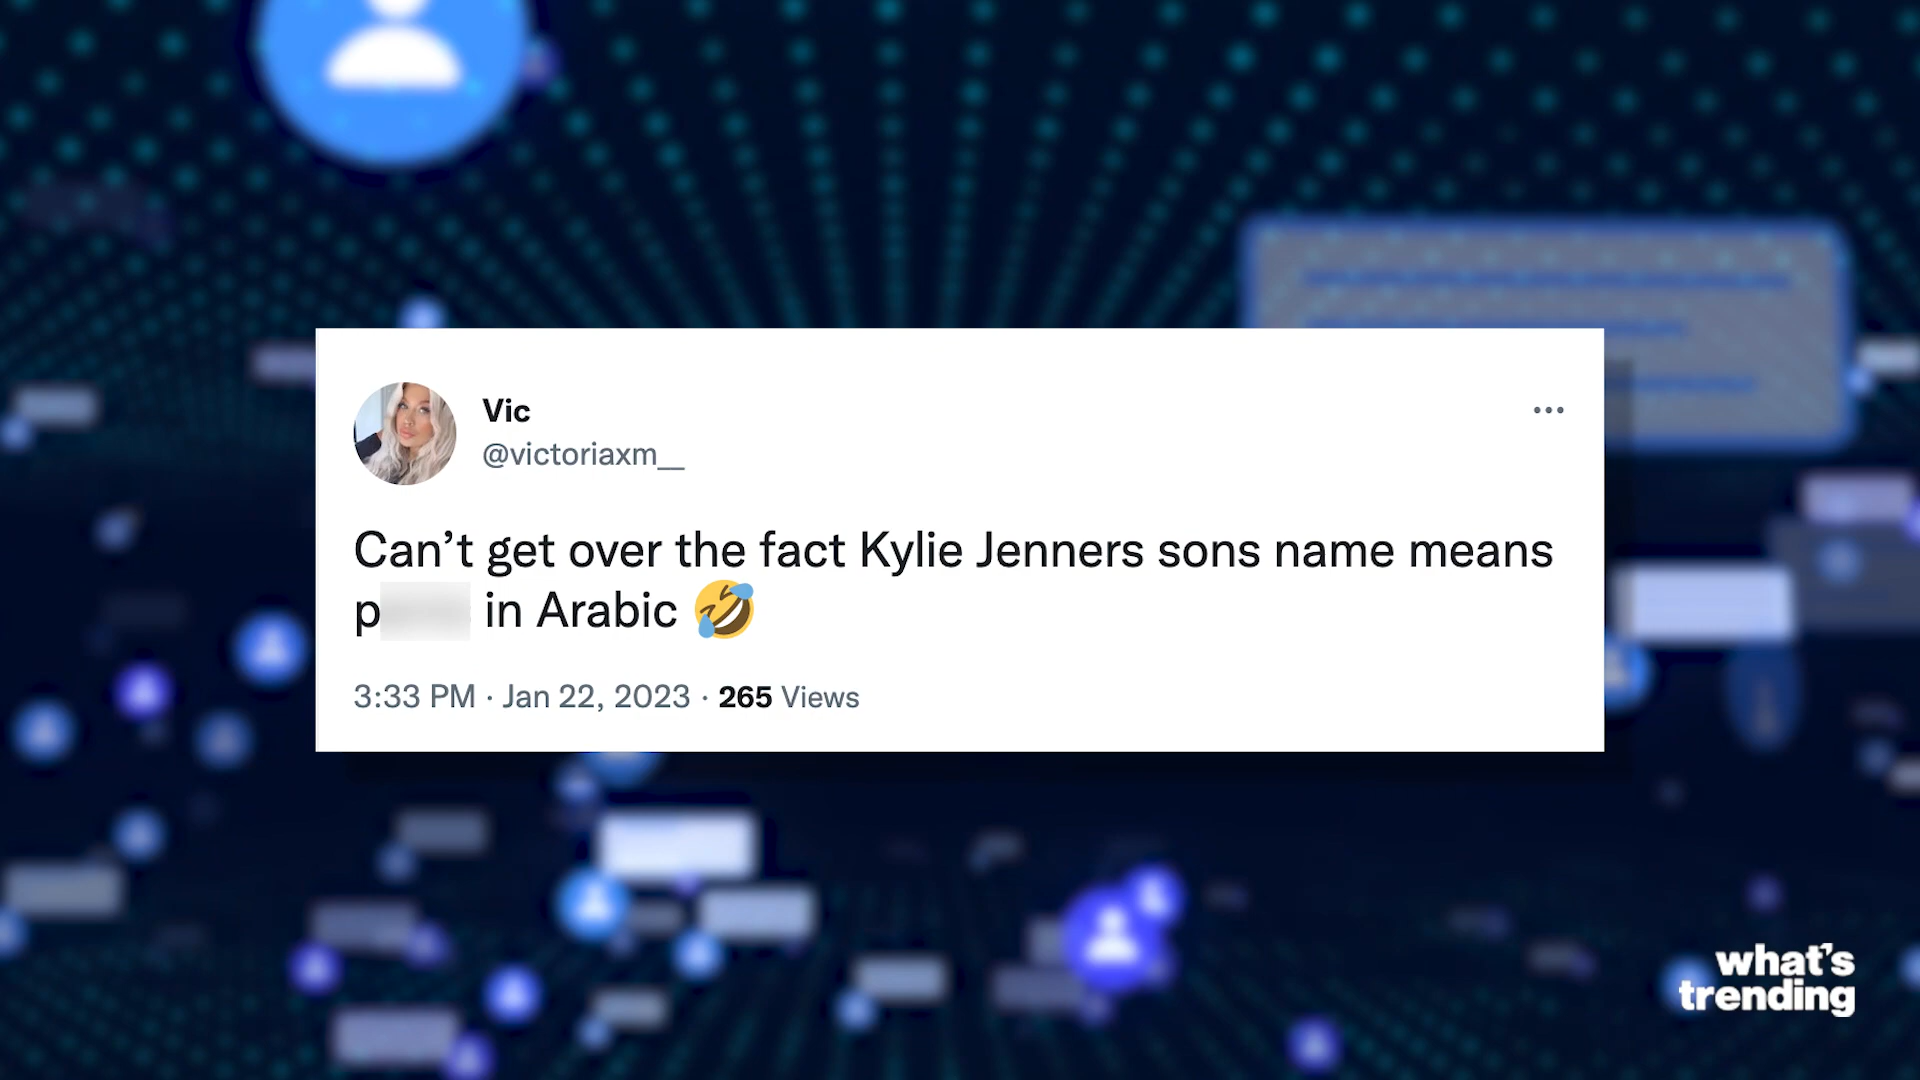 Vic
@victoriaxm__
Can’t get over the fact Kylie Jenners sons name means
p in Arabic 🤣
3:33 PM · Jan 22, 2023 · 265 Views
what's
trending